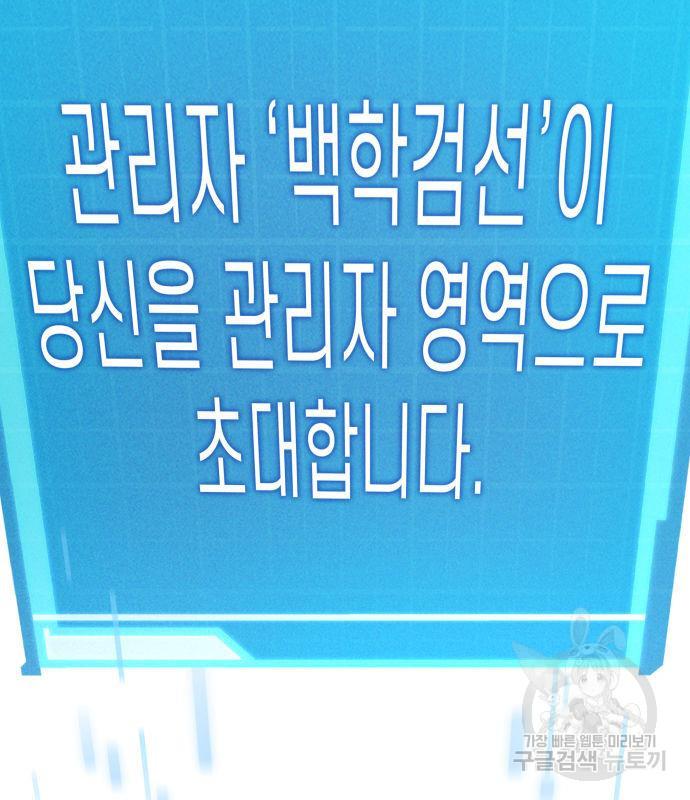 관리자 ‘백학검선’이
당신을 관리자 영역으로
초대합니다.
가장 빠른 웹툰 미리보기
구글검색 뉴토끼